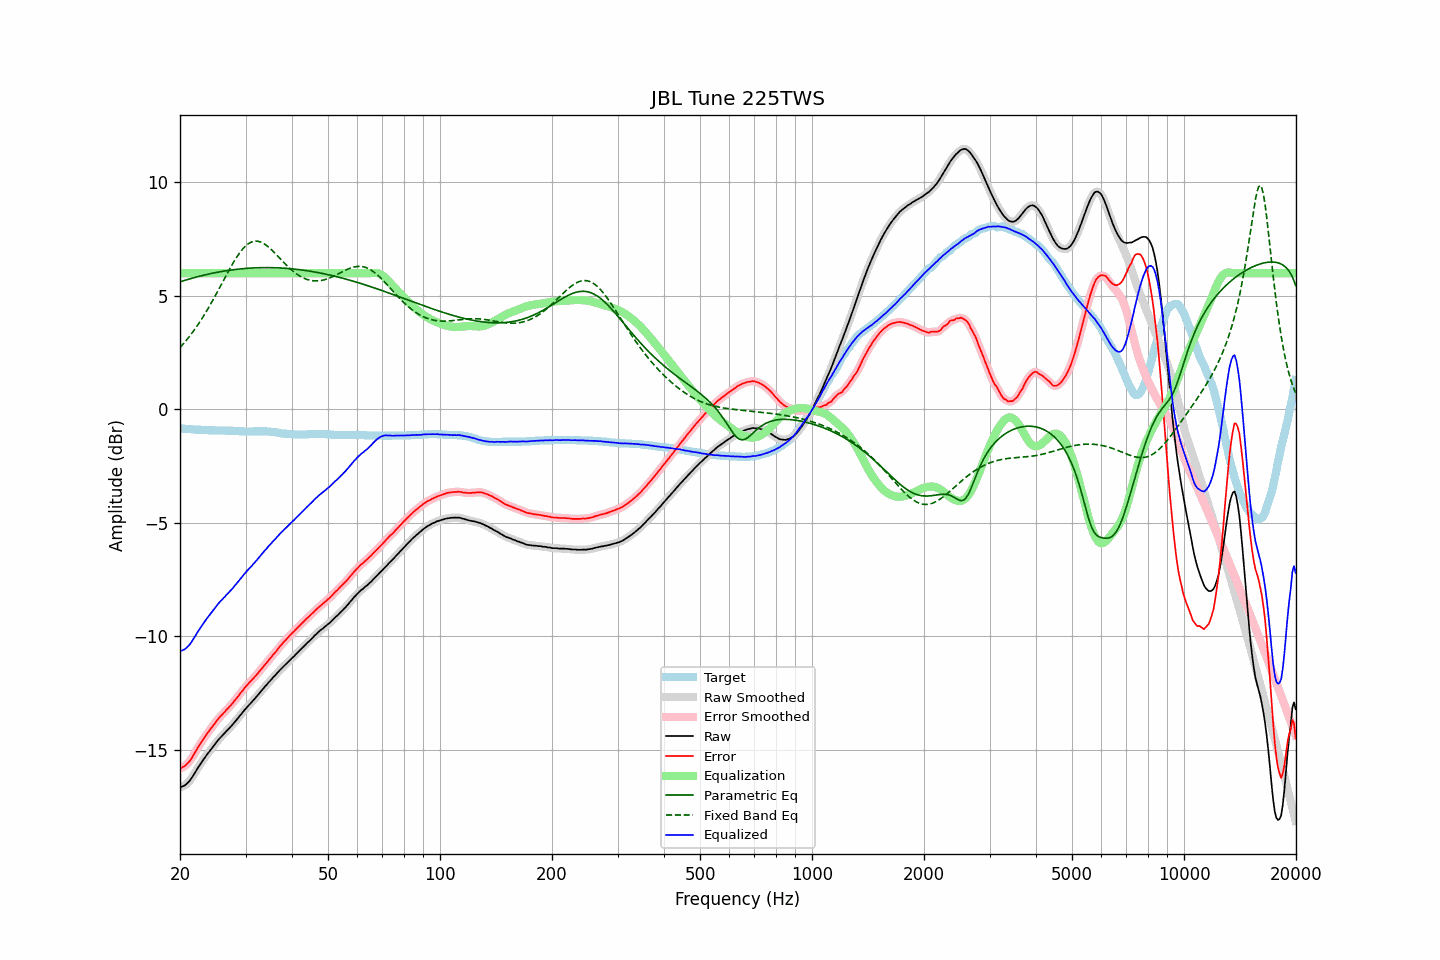 JBL Tune 225TWS
Amplitude (dBr)
10
5
0
−5
−10
−15
Target
Raw Smoothed
Error Smoothed
Raw
Error
Equalization
Parametric Eq
Fixed Band Eq
Equalized
20
50
100
200
500
1000
2000
5000
10000
20000
Frequency (Hz)